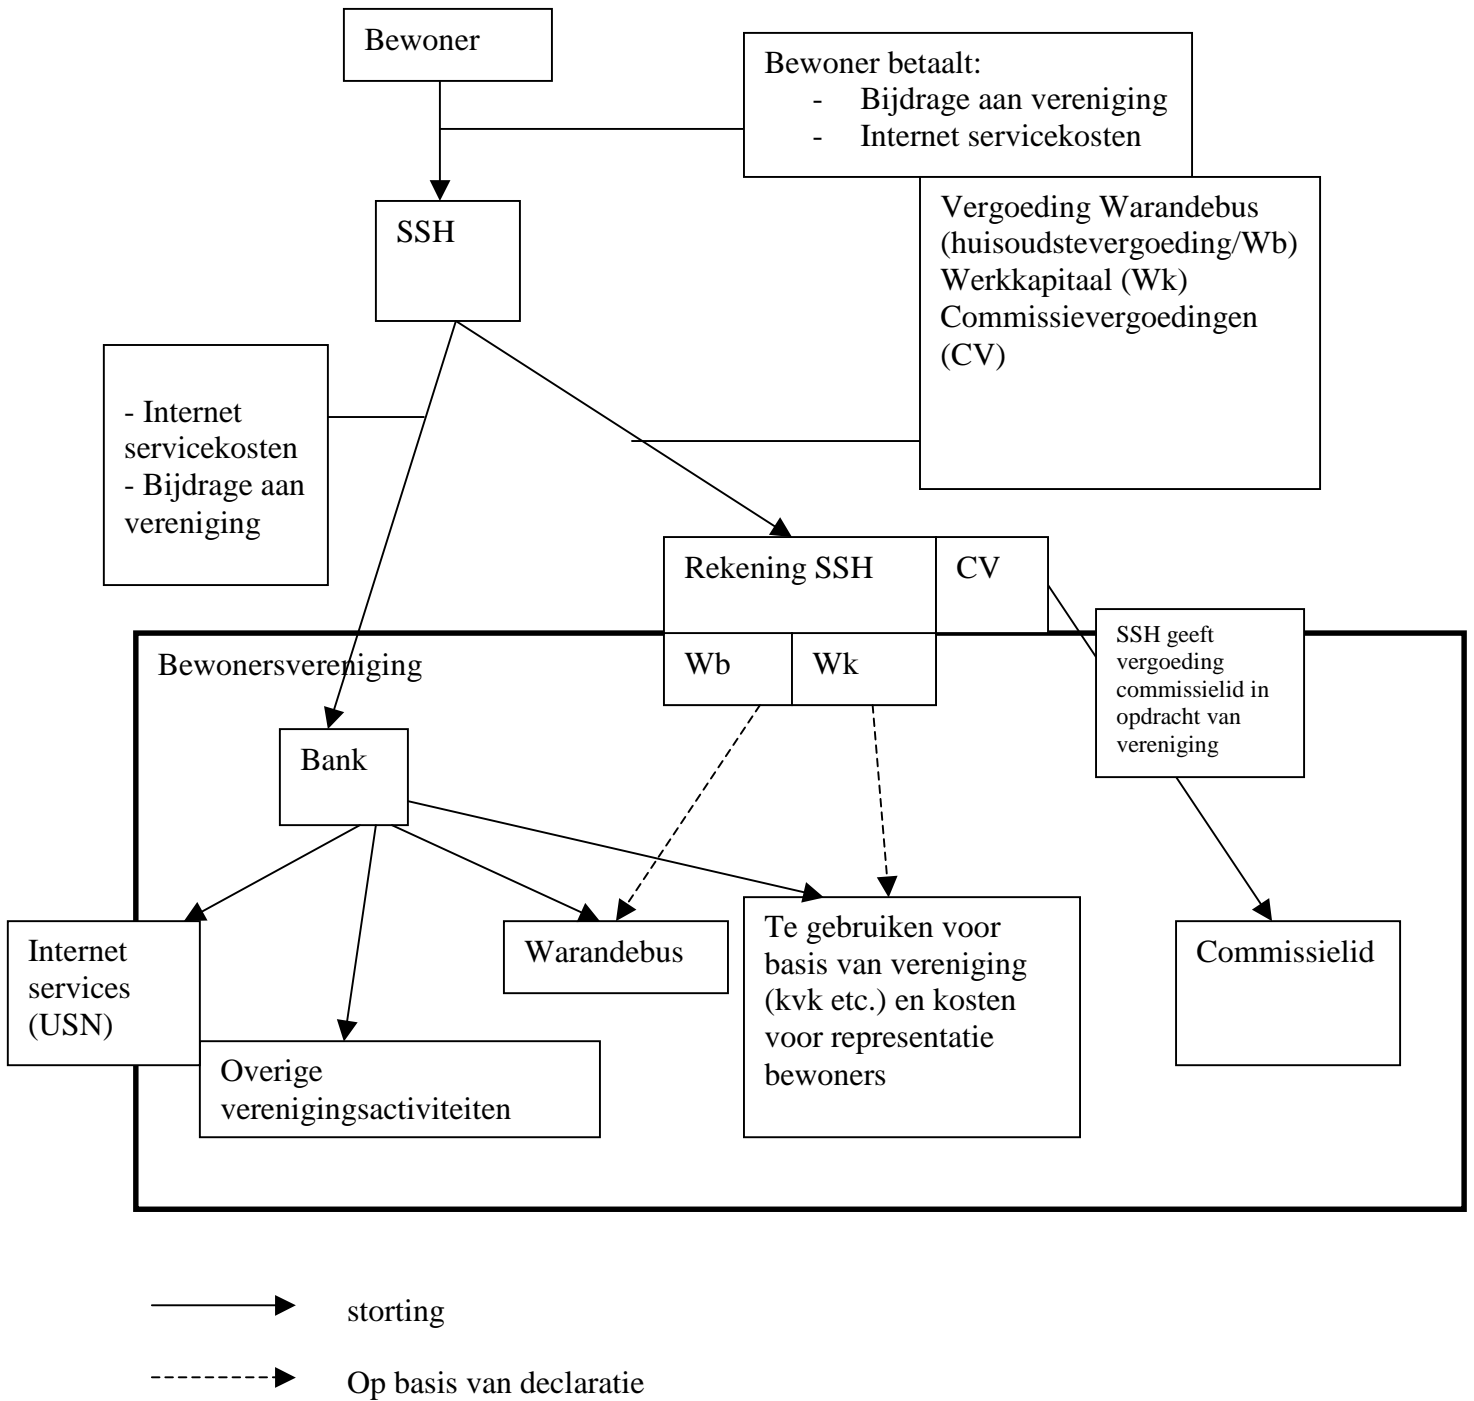 Bewoner
Bewoner betaalt:
- Bijdrage aan vereniging
- Internet servicekosten
SSH
Vergoeding Warandebus
(huisoudstevergoeding/Wb)
Werkkapitaal (Wk)
Commissievergoedingen
(CV)
- Internet
servicekosten
- Bijdrage aan
vereniging
Rekening SSH
CV
SSH geeft
vergoeding
commissielid in
opdracht van
vereniging
Bewonersvereniging
Wb
Wk
Bank
Internet
services
(USN)
Warandebus
Te gebruiken voor
basis van vereniging
(kvk etc.) en kosten
voor representatie
bewoners
Commissielid
Overige
verenigingsactiviteiten
storting
Op basis van declaratie